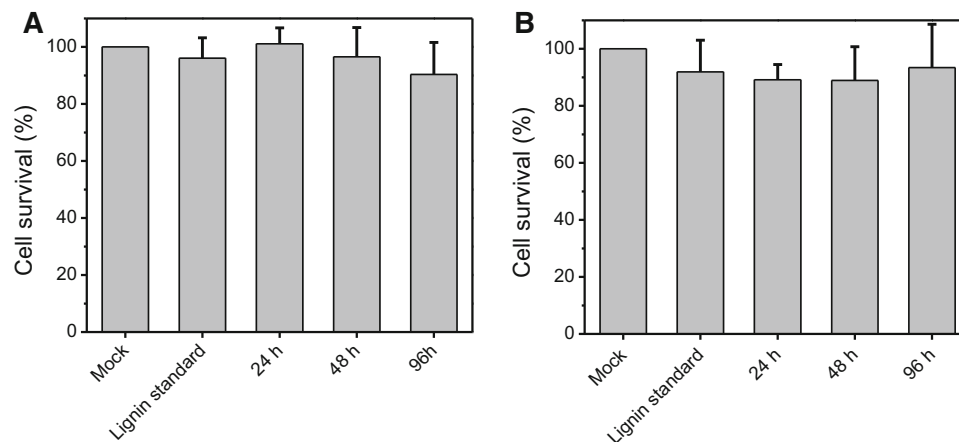 A
Cell survival (%)
100
80
60
40
20
0
Mock
Lignin standard
24 h
48 h
96h
B
Cell survival (%)
100
80
60
40
20
0
Mock
Lignin standard
24 h
48 h
96 h